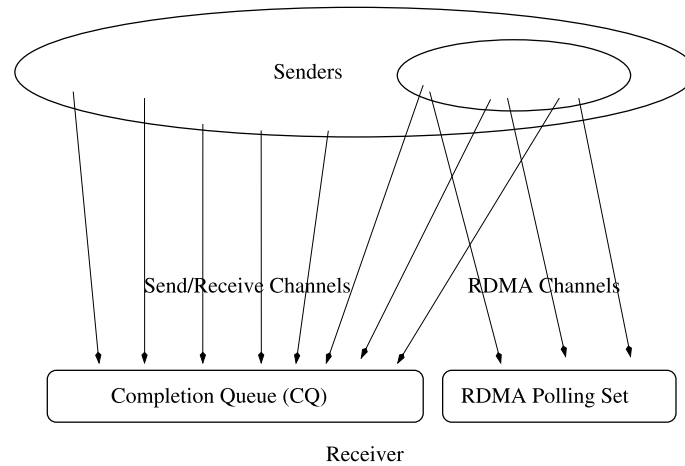 Senders
Send/Receive Channels
RDMA Channels
Completion Queue (CQ)
RDMA Polling Set
Receiver